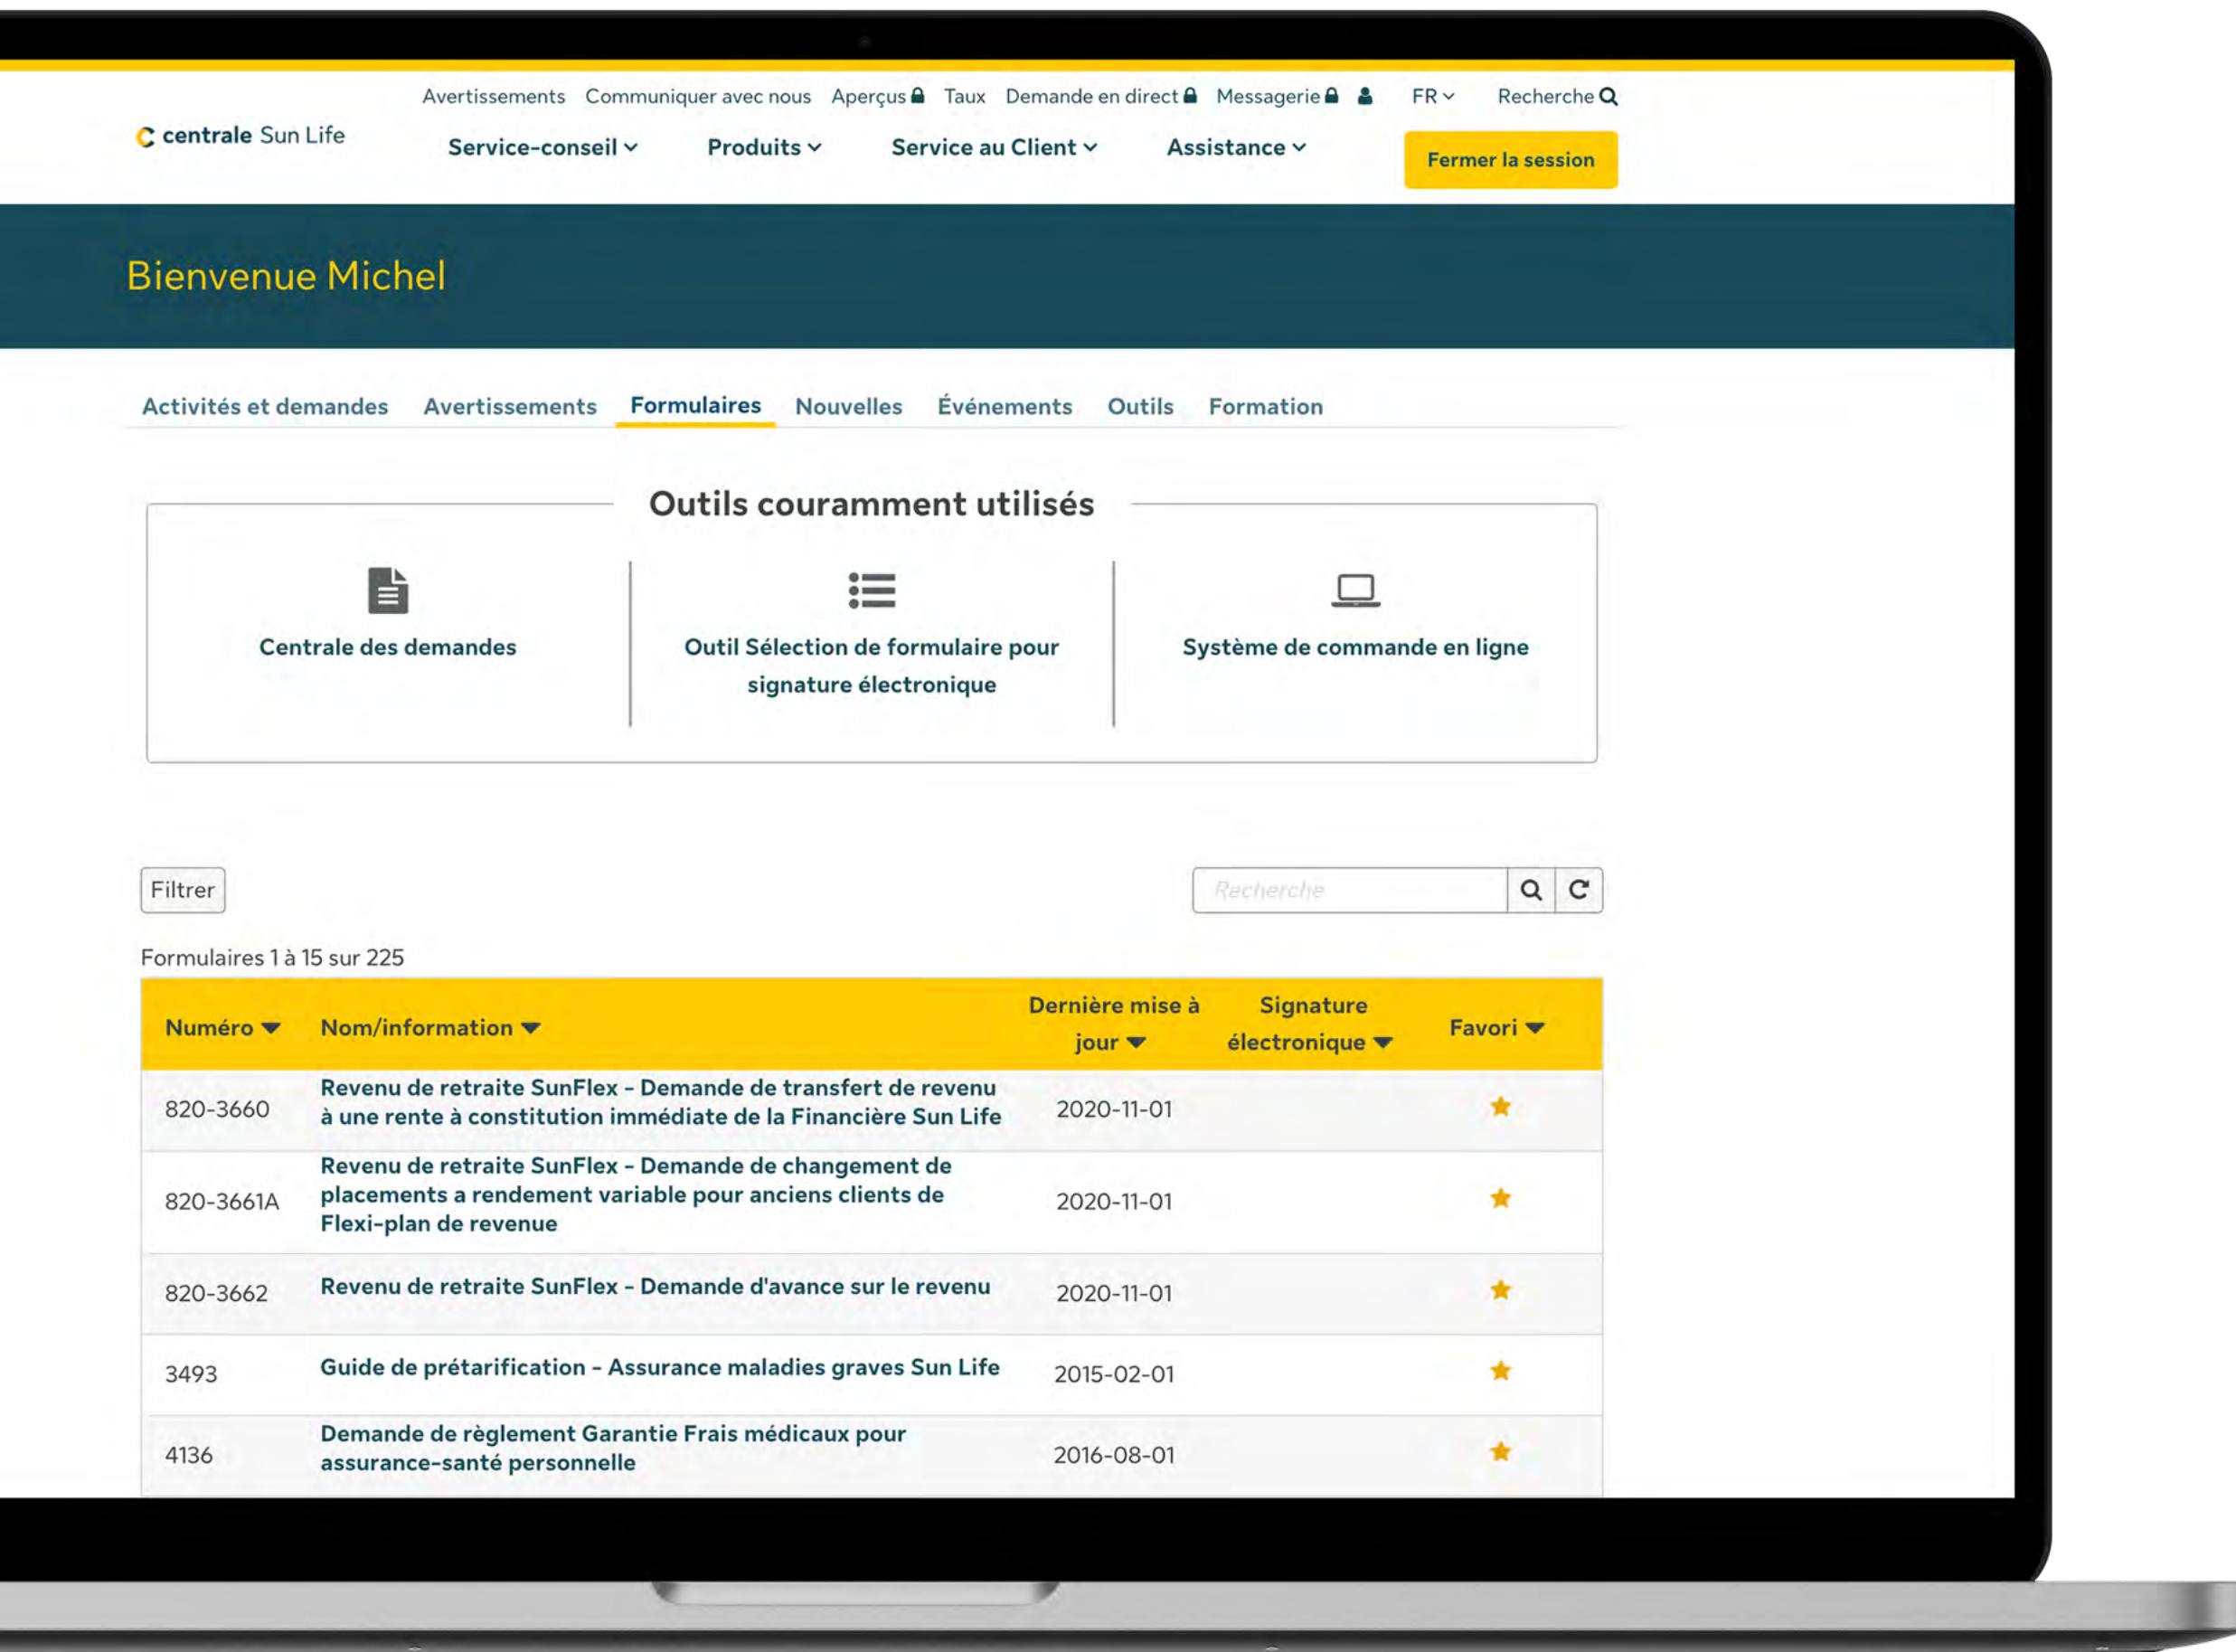 Avertissements Communiquer avec nous Aperçus Taux Demande en direct Messagerie FR Recherche
centrale Sun Life
Service-conseil Produits Service au Client Assistance
Fermer la session
Bienvenue Michel
Activités et demandes Avertissements Formulaires Nouvelles Événements Outils Formation
Outils couramment utilisés
Centrale des demandes
Outil Sélection de formulaire pour
signature électronique
Système de commande en ligne
Filtrer
Recherche
Formulaires 1 à 15 sur 225
Numéro Nom/information Dernière mise à jour Signature électronique Favori
820-3660
Revenu de retraite SunFlex - Demande de transfert de revenu
à une rente à constitution immédiate de la Financière Sun Life
2020-11-01
820-3661A
Revenu de retraite SunFlex - Demande de changement de
placements a rendement variable pour anciens clients de
Flexi-plan de revenue
2020-11-01
820-3662
Revenu de retraite SunFlex - Demande d'avance sur le revenu
2020-11-01
3493
Guide de prétarification - Assurance maladies graves Sun Life
2015-02-01
4136
Demande de règlement Garantie Frais médicaux pour
assurance-santé personnelle
2016-08-01